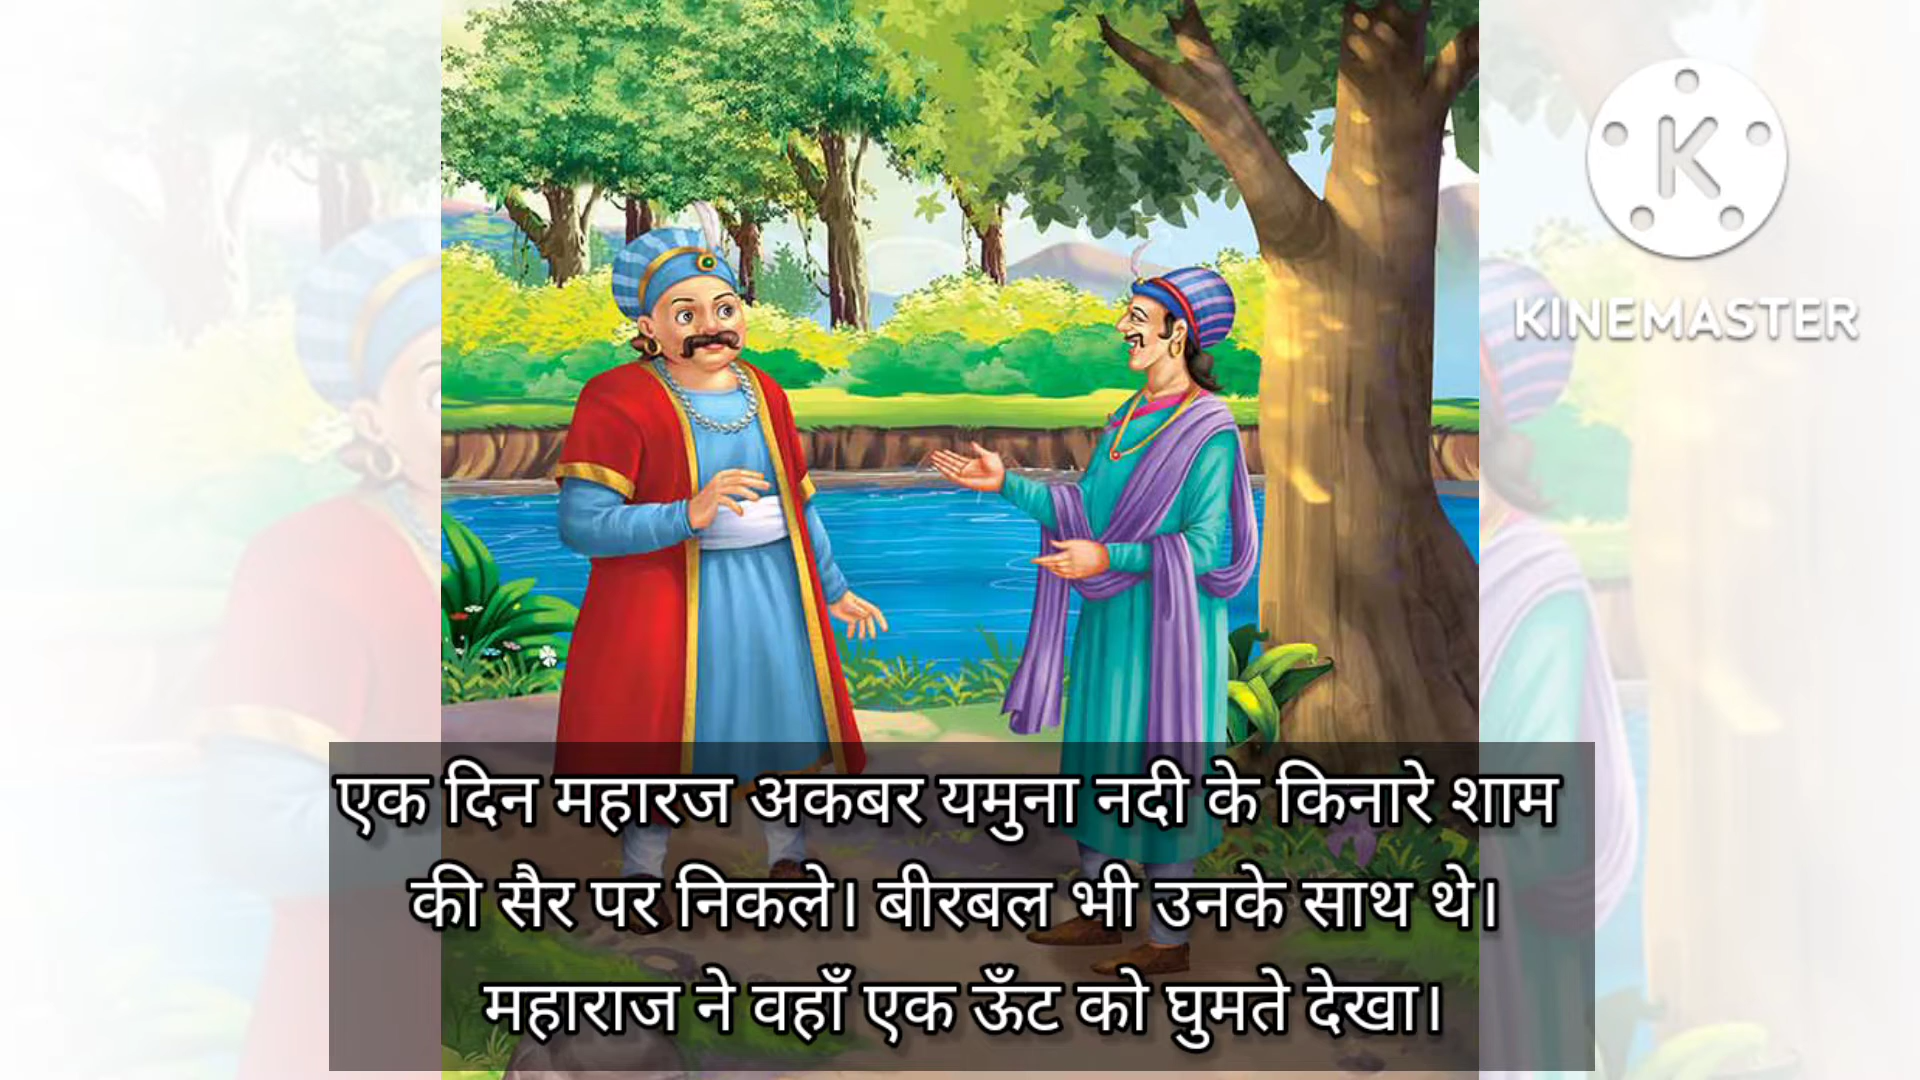 K
KINEMASTER
एक दिन महारज अकबर यमुना नदी के किनारे शाम
की सैर पर निकले। बीरबल भी उनके साथ थे।
महाराज ने वहाँ एक ऊँट को घुमते देखा।